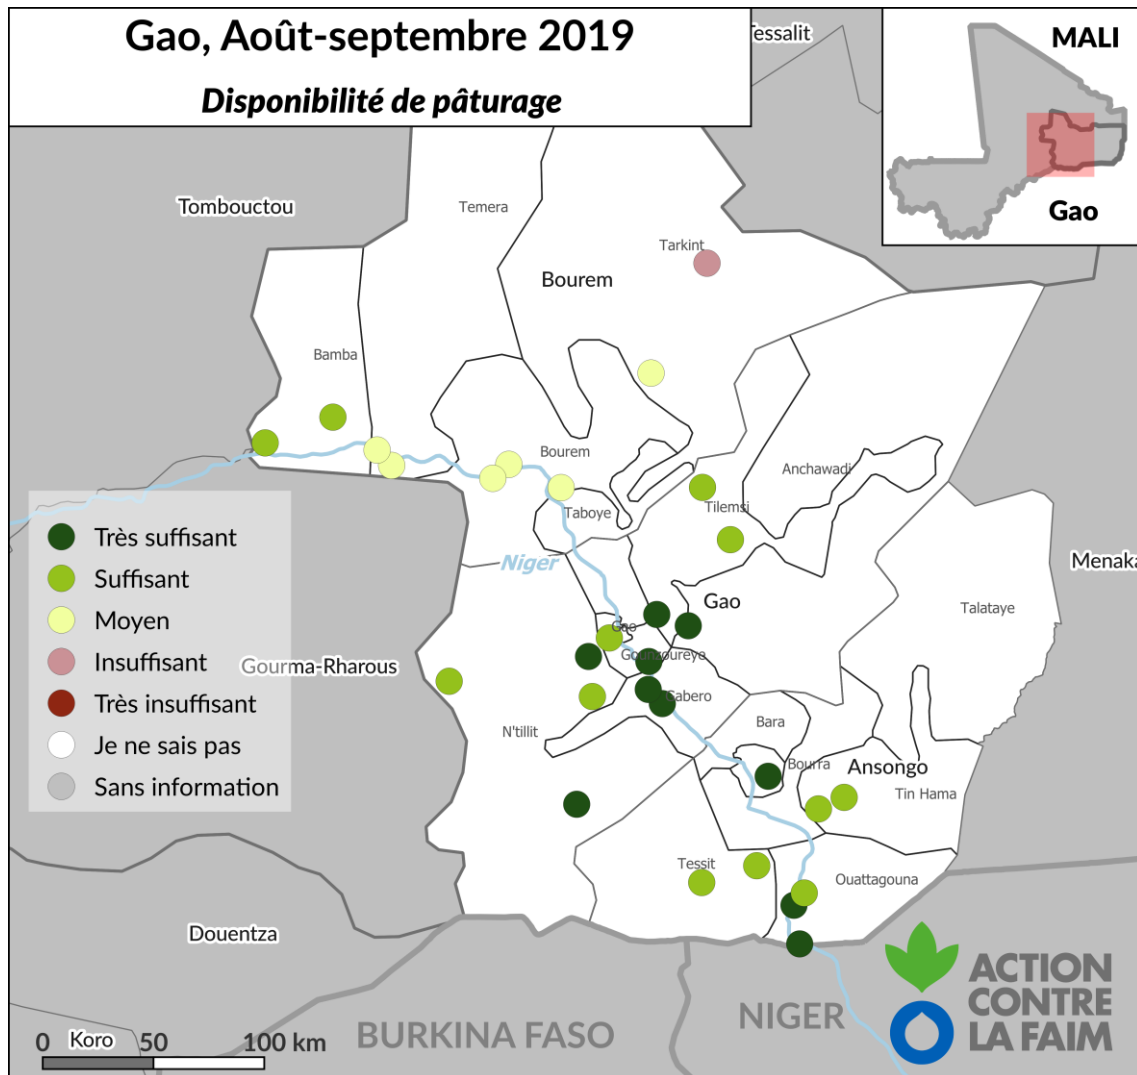 Gao, Août-septembre 2019
Disponibilité de pâturage
Tessalit
MALI
Gao
Tombouctou
Temera
Tarkint
Bourem
Bamba
Bourem
Anchawadi
Taboye
Tilemsi
Niger
Menaka
Gao
Talataye
Gao
Gounzoureye
Gourma-Rharous
Gabero
N'tillit
Bara
Bourra
Ansongo
Tin Hama
Tessit
Ouattagouna
Très suffisant
Suffisant
Moyen
Insuffisant
Très insuffisant
Je ne sais pas
Sans information
Douentza
Koro
0 50 100 km
BURKINA FASO
NIGER
ACTION
CONTRE
LA FAIM